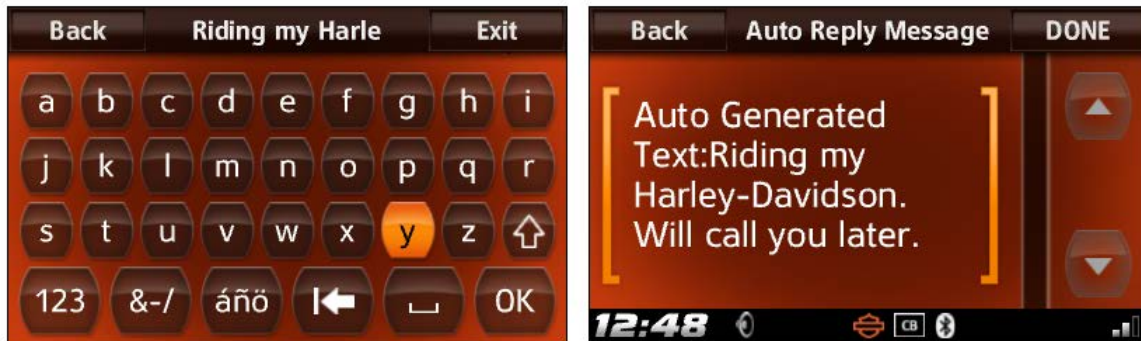 Back Riding my Harle Exit
a b c d e f g h i
j k l m n o p q r
s t u v w x y z
123 &-/ áñö OK
Back Auto Reply Message DONE
Auto Generated
Text:Riding my
Harley-Davidson.
Will call you later.
12:48 CB